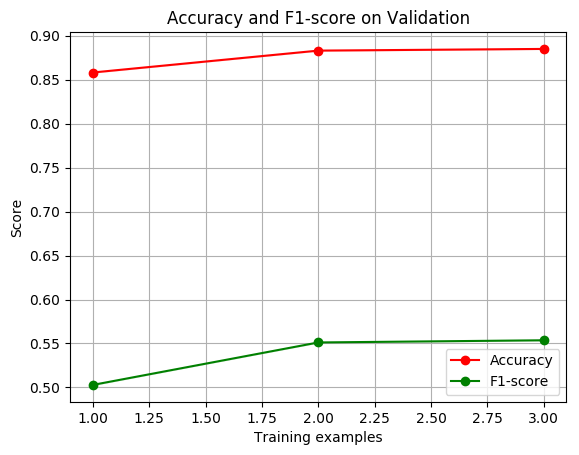 Accuracy and F1-score on Validation
0.90
0.85
0.80
0.75
0.70
0.65
0.60
0.55
0.50
Score
Accuracy
F1-score
1.00 1.25 1.50 1.75 2.00 2.25 2.50 2.75 3.00
Training examples